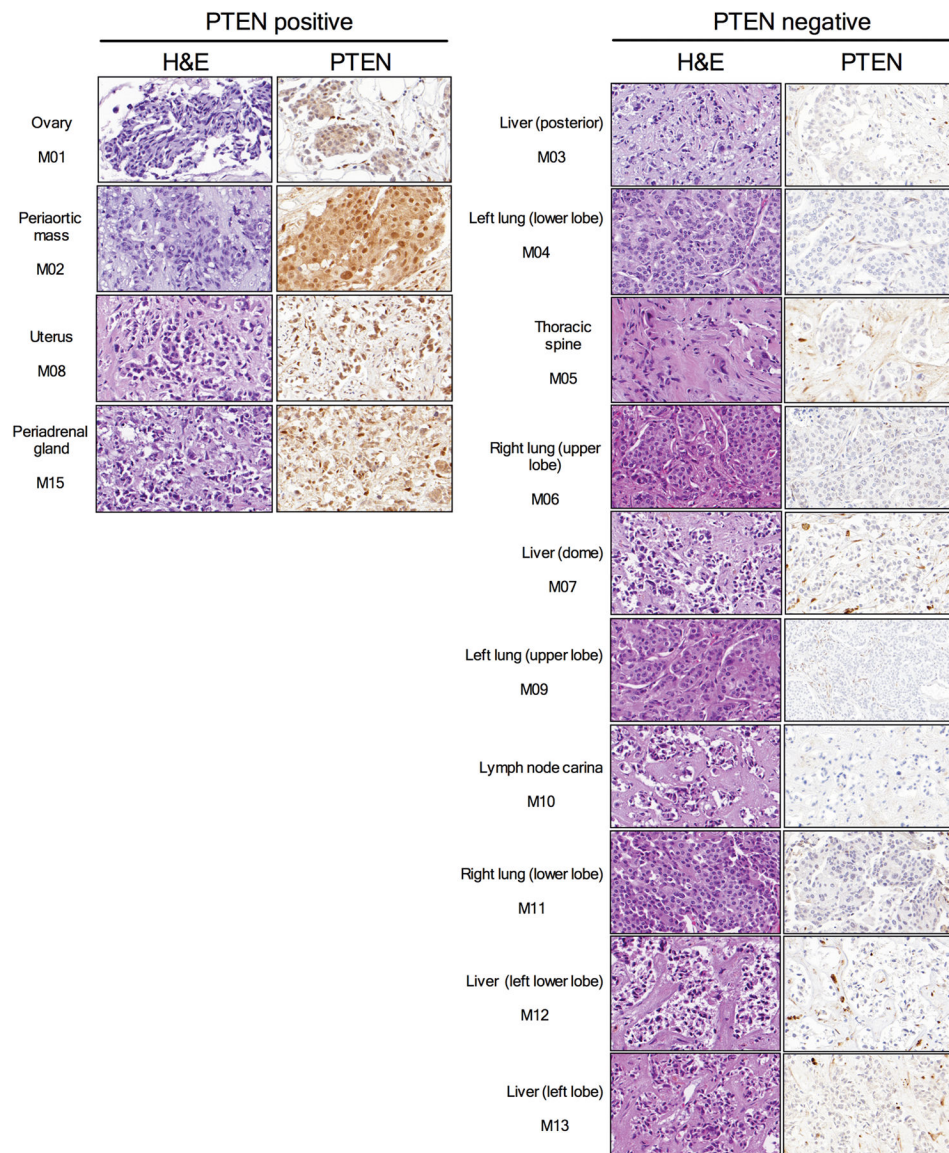 PTEN positive
H&E PTEN
Ovary
M01
Periaortic
mass
M02
Uterus
M08
Periadrenal
gland
M15
PTEN negative
H&E PTEN
Liver (posterior)
M03
Left lung (lower lobe)
M04
Thoracic
spine
M05
Right lung (upper
lobe)
M06
Liver (dome)
M07
Left lung (upper lobe)
M09
Lymph node carina
M10
Right lung (lower lobe)
M11
Liver (left lower lobe)
M12
Liver (left lobe)
M13